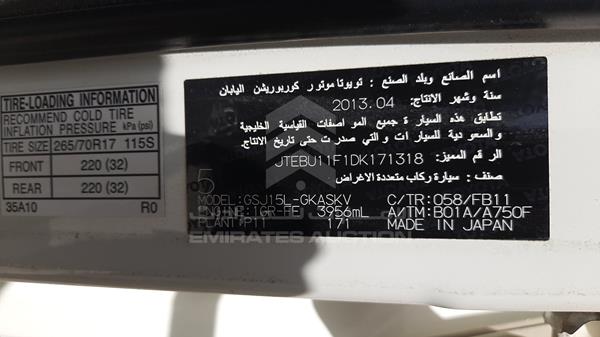 TIRE-LOADING INFORMATION
RECOMMEND COLD TIRE
INFLATION PRESSURE kPa (psi)
TIRE SIZE 265/70R17 115S
FRONT 220 (32)
REAR 220 (32)
35A10 R0
اسم الصانع وبلد الصنع : تويوتا موتور كوربوريشن اليابان
سنة وشهر الانتاج: 2013.04
تطابق هذه السيارة جميع المواصفات القياسية الخليجية
والسعودية للسيارات والتي صدرت حتى تاريخ الانتاج.
الرقم المميز: JTEBU11F1DK171318
صنف : سيارة ركاب متعددة الاغراض
5
MODEL:GSJ15L-GKASKV C/TR:058/FB11
ENGINE:1GR-FE 3956mL A/TM:B01A/A750F
PLANT:P11 171 MADE IN JAPAN
EMIRATES AUCTION